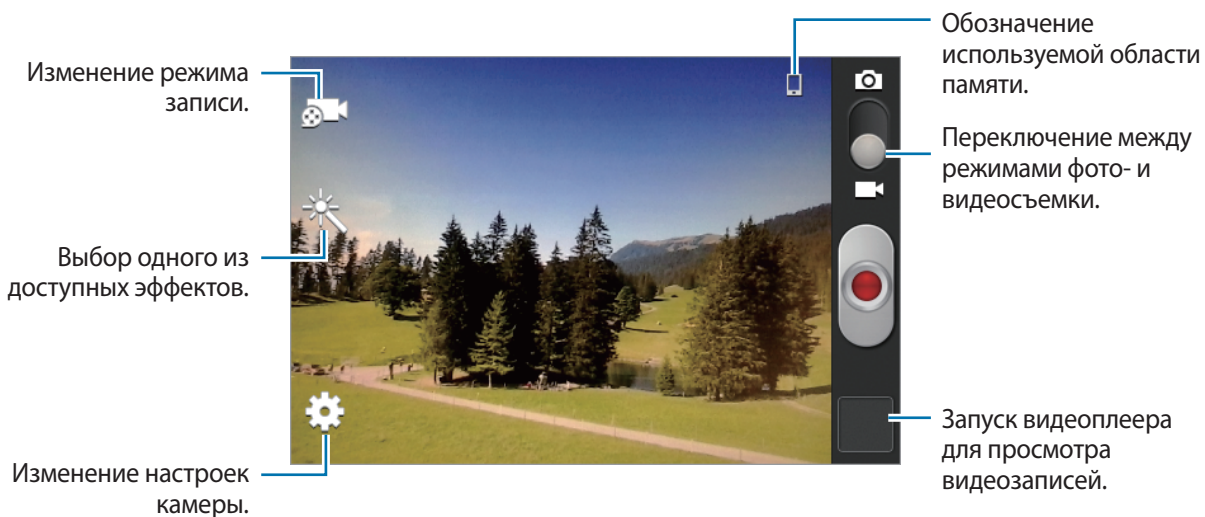 Изменение режима
записи.
Выбор одного из
доступных эффектов.
Изменение настроек
камеры.
Обозначение
используемой области
памяти.
Переключение между
режимами фото- и
видеосъемки.
Запуск видеоплеера
для просмотра
видеозаписей.